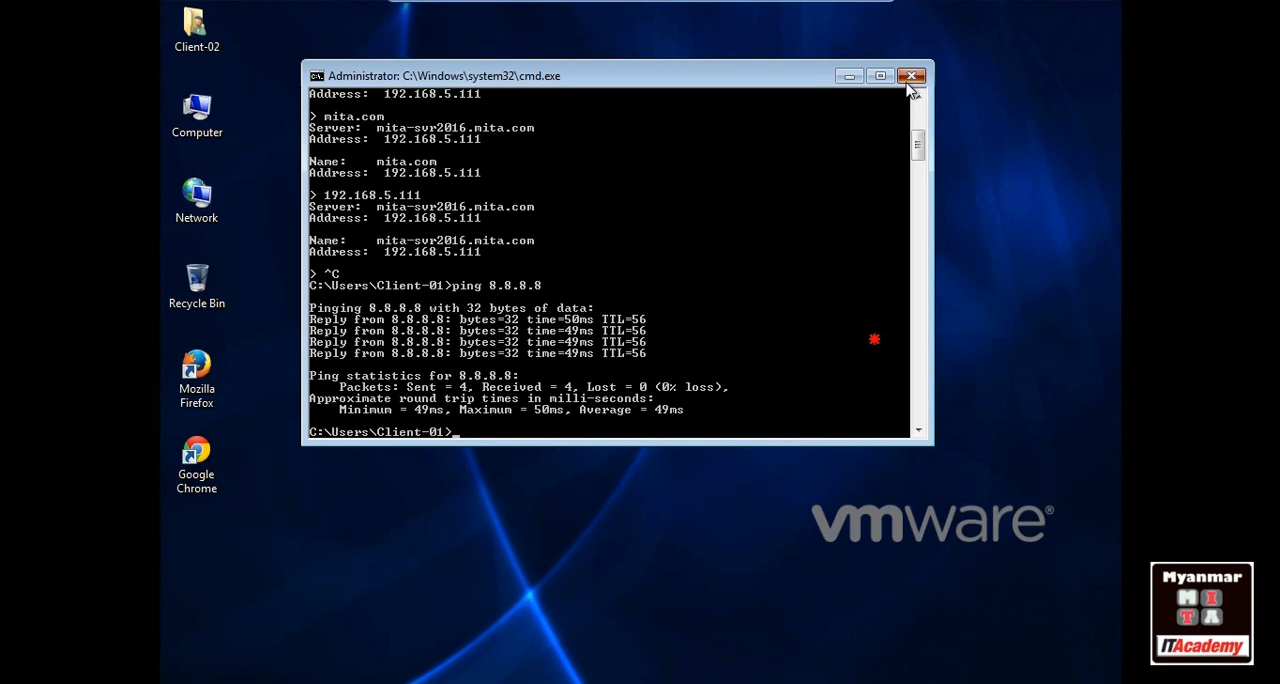 Client-02
Computer
Network
Recycle Bin
Mozilla
Firefox
Google
Chrome
Administrator: C:\Windows\system32\cmd.exe
Address:  192.168.5.111
> mita.com
Server:  mita-svr2016.mita.com
Address:  192.168.5.111
Name:    mita.com
Address:  192.168.5.111
> 192.168.5.111
Server:  mita-svr2016.mita.com
Address:  192.168.5.111
Name:    mita-svr2016.mita.com
Address:  192.168.5.111
> ^C
C:\Users\Client-01>ping 8.8.8.8
Pinging 8.8.8.8 with 32 bytes of data:
Reply from 8.8.8.8: bytes=32 time=50ms TTL=56
Reply from 8.8.8.8: bytes=32 time=49ms TTL=56
Reply from 8.8.8.8: bytes=32 time=49ms TTL=56
Reply from 8.8.8.8: bytes=32 time=49ms TTL=56
Ping statistics for 8.8.8.8:
    Packets: Sent = 4, Received = 4, Lost = 0 (0% loss),
Approximate round trip times in milli-seconds:
    Minimum = 49ms, Maximum = 50ms, Average = 49ms
C:\Users\Client-01>_
vmware®
Myanmar
M I
T A
ITAcademy